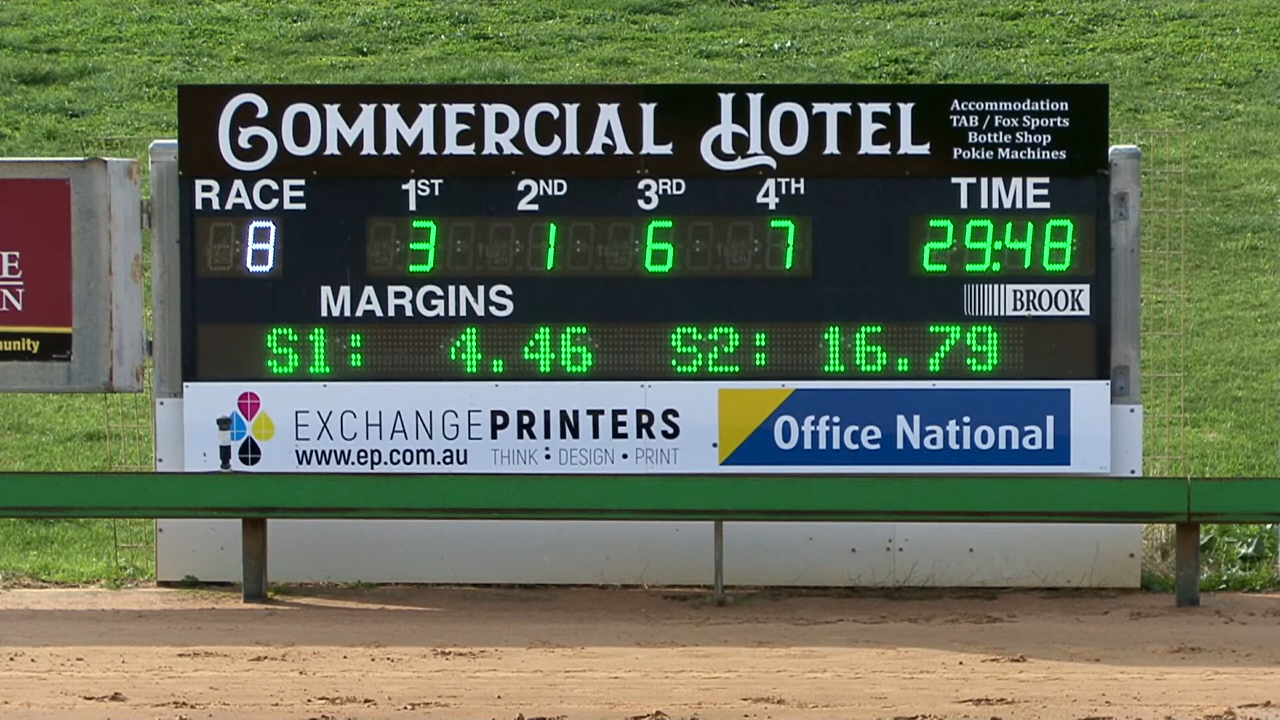 COMMERCIAL HOTEL
Accommodation
TAB / Fox Sports
Bottle Shop
Pokie Machines
RACE 1ST 2ND 3RD 4TH TIME
8 3 1 6 7 29:48
MARGINS
BROOK
S1: 4.46 S2: 16.79
EXCHANGEPRINTERS
www.ep.com.au THINK : DESIGN • PRINT
Office National